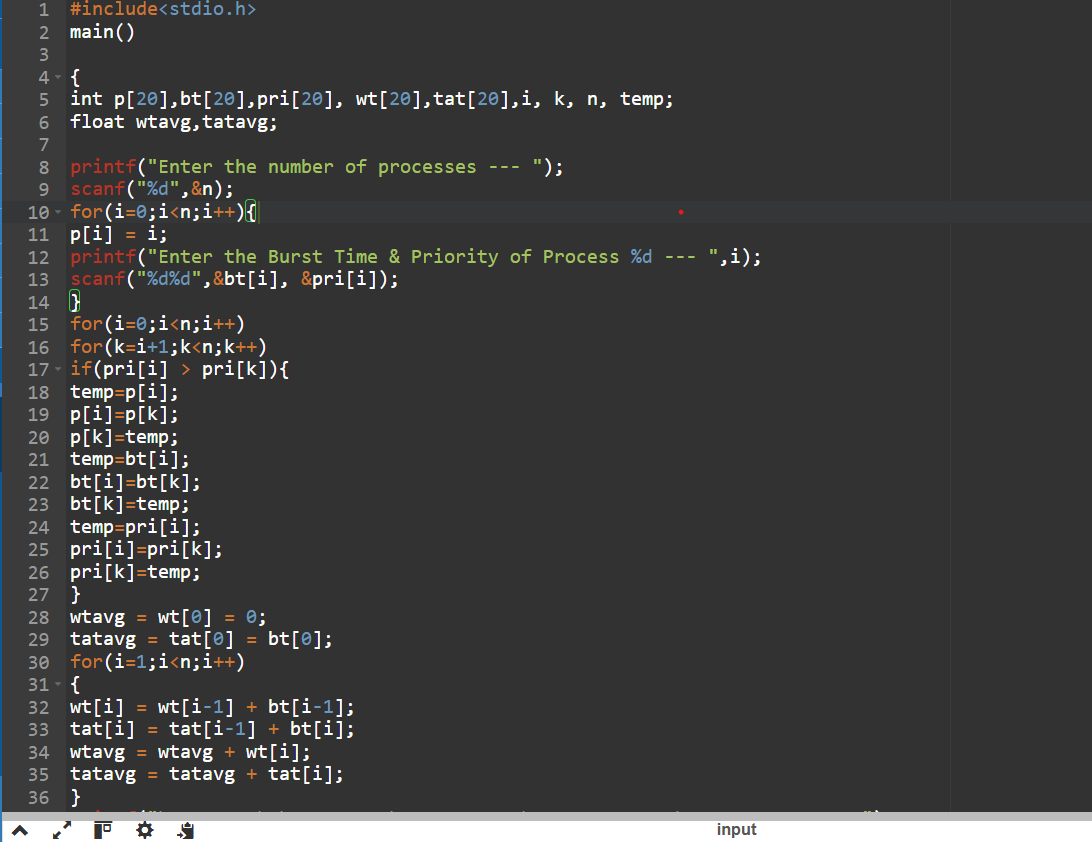 1 #include<stdio.h>
2 main()
3
4 {
5 int p[20],bt[20],pri[20], wt[20],tat[20],i, k, n, temp;
6 float wtavg,tatavg;
7
8 printf("Enter the number of processes --- ");
9 scanf("%d",&n);
10 for(i=0;i<n;i++){
11 p[i] = i;
12 printf("Enter the Burst Time & Priority of Process %d --- ",i);
13 scanf("%d%d",&bt[i], &pri[i]);
14 }
15 for(i=0;i<n;i++)
16 for(k=i+1;k<n;k++)
17 if(pri[i] > pri[k]){
18 temp=p[i];
19 p[i]=p[k];
20 p[k]=temp;
21 temp=bt[i];
22 bt[i]=bt[k];
23 bt[k]=temp;
24 temp=pri[i];
25 pri[i]=pri[k];
26 pri[k]=temp;
27 }
28 wtavg = wt[0] = 0;
29 tatavg = tat[0] = bt[0];
30 for(i=1;i<n;i++)
31 {
32 wt[i] = wt[i-1] + bt[i-1];
33 tat[i] = tat[i-1] + bt[i];
34 wtavg = wtavg + wt[i];
35 tatavg = tatavg + tat[i];
36 }
input